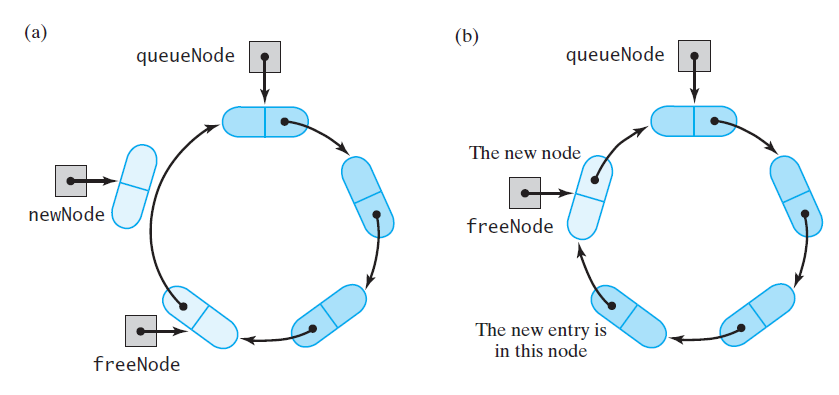 (a)
queueNode
newNode
freeNode
(b)
queueNode
The new node
freeNode
The new entry is
in this node